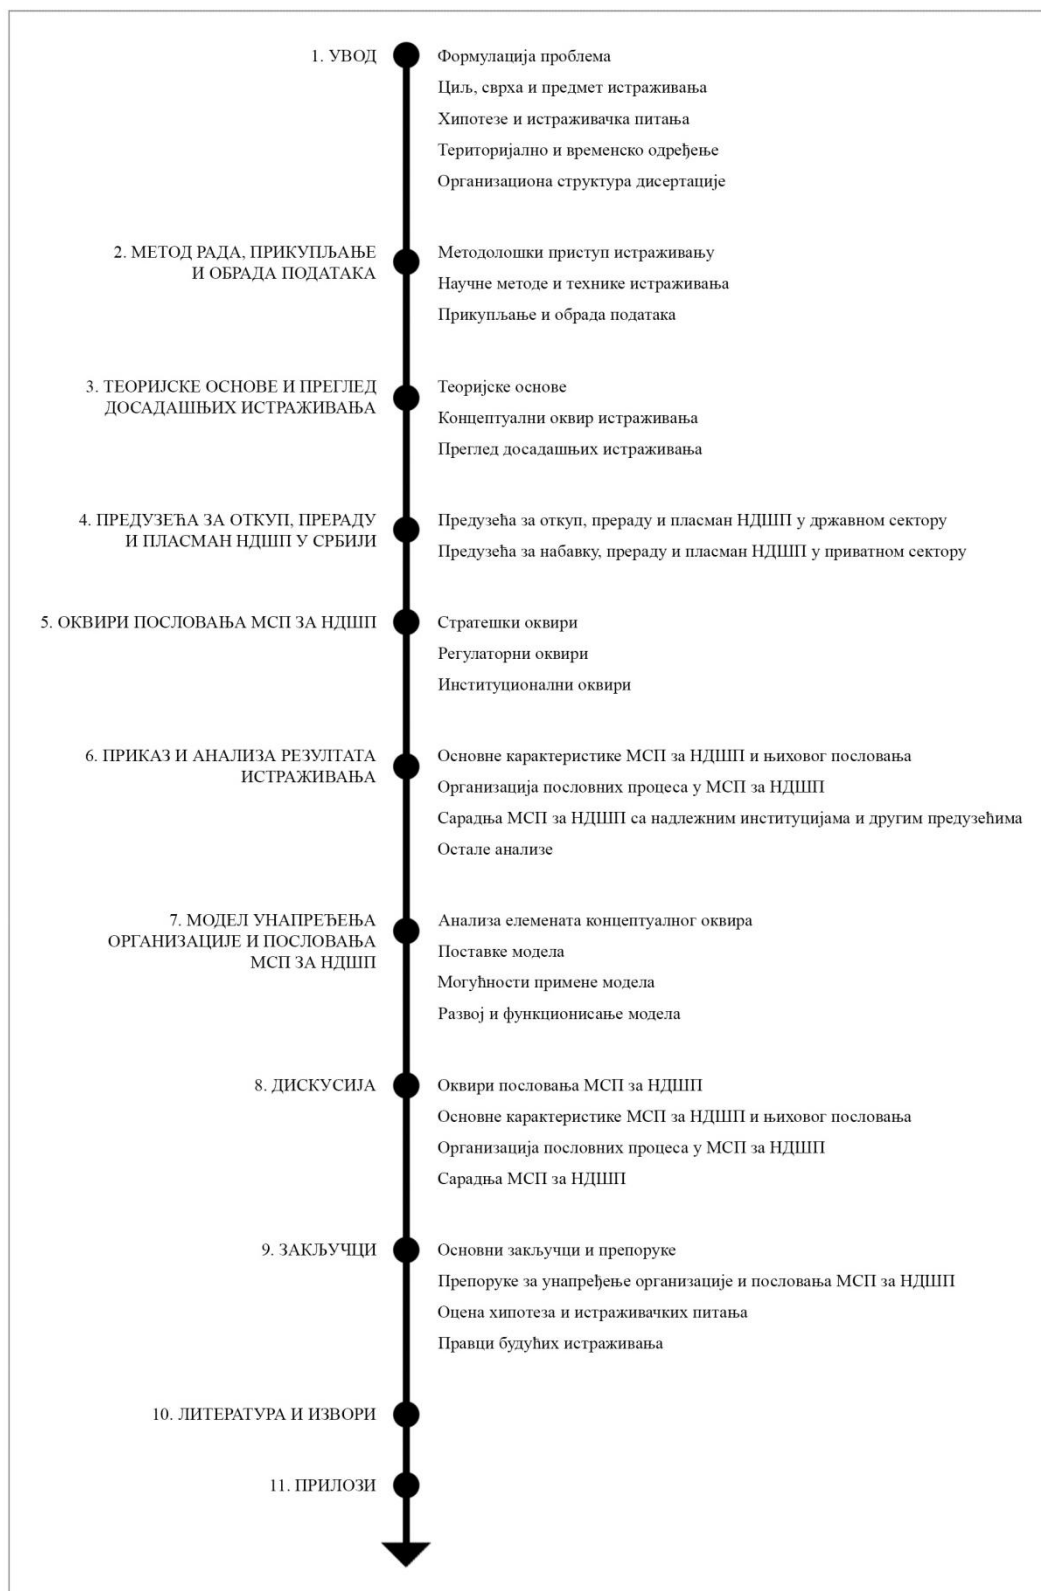 1. УВОД
Формулација проблема
Циљ, сврха и предмет истраживања
Хипотезе и истраживачка питања
Територијално и временско одређење
Организациона структура дисертације
2. МЕТОД РАДА, ПРИКУПЉАЊЕ
И ОБРАДА ПОДАТАКА
Методолошки приступ истраживању
Научне методе и технике истраживања
Прикупљање и обрада података
3. ТЕОРИЈСКЕ ОСНОВЕ И ПРЕГЛЕД
ДОСАДАШЊИХ ИСТРАЖИВАЊА
Теоријске основе
Концептуални оквир истраживања
Преглед досадашњих истраживања
4. ПРЕДУЗЕЋА ЗА ОТКУП, ПРЕРАДУ
И ПЛАСМАН НДШП У СРБИЈИ
Предузећа за откуп, прераду и пласман НДШП у државном сектору
Предузећа за набавку, прераду и пласман НДШП у приватном сектору
5. ОКВИРИ ПОСЛОВАЊА МСП ЗА НДШП
Стратешки оквири
Регулаторни оквири
Институционални оквири
6. ПРИКАЗ И АНАЛИЗА РЕЗУЛТАТА
ИСТРАЖИВАЊА
Основне карактеристике МСП за НДШП и њиховог пословања
Организација пословних процеса у МСП за НДШП
Сарадња МСП за НДШП са надлежним институцијама и другим предузећима
Остале анализе
7. МОДЕЛ УНАПРЕЂЕЊА
ОРГАНИЗАЦИЈЕ И ПОСЛОВАЊА
МСП ЗА НДШП
Анализа елемената концептуалног оквира
Поставке модела
Могућности примене модела
Развој и функционисање модела
8. ДИСКУСИЈА
Оквири пословања МСП за НДШП
Основне карактеристике МСП за НДШП и њиховог пословања
Организација пословних процеса у МСП за НДШП
Сарадња МСП за НДШП
9. ЗАКЉУЧЦИ
Основни закључци и препоруке
Препоруке за унапређење организације и пословања МСП за НДШП
Оцена хипотеза и истраживачких питања
Правци будућих истраживања
10. ЛИТЕРАТУРА И ИЗВОРИ
11. ПРИЛОЗИ